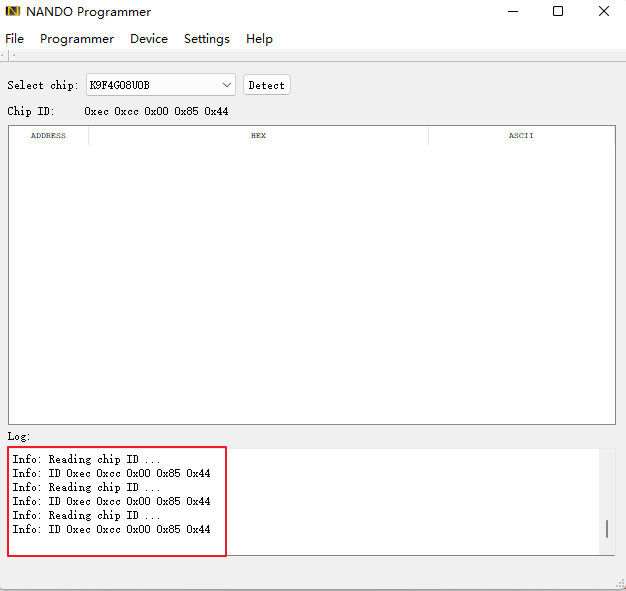 NANDO Programmer
File Programmer Device Settings Help
Select chip: K9F4G08U0B Detect
Chip ID: 0xec 0xcc 0x00 0x85 0x44
ADDRESS HEX ASCII
Log:
Info: Reading chip ID ...
Info: ID 0xec 0xcc 0x00 0x85 0x44
Info: Reading chip ID ...
Info: ID 0xec 0xcc 0x00 0x85 0x44
Info: Reading chip ID ...
Info: ID 0xec 0xcc 0x00 0x85 0x44